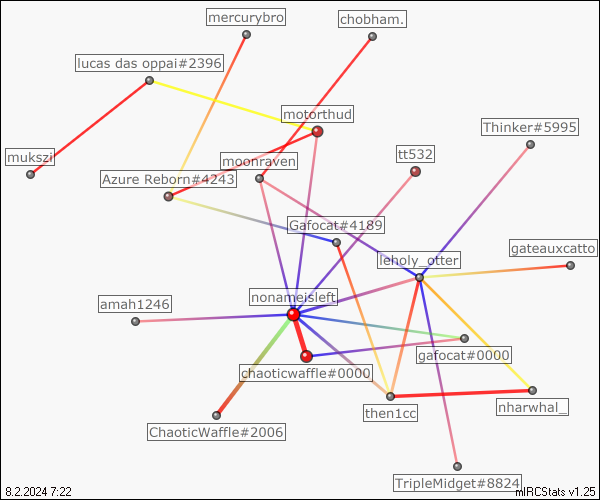 mercurybro
chobham.
lucas das oppai#2396
motorthud
Thinker#5995
mukszi
moonraven
tt532
Azure Reborn#4243
Gafocat#4189
gateauxcatto
leholy_otter
nonameisleft
amah1246
gafocat#0000
chaoticwaffle#0000
then1cc
nharwhal_
ChaoticWaffle#2006
TripleMidget#8824
8.2.2024 7:22
mIRCStats v1.25